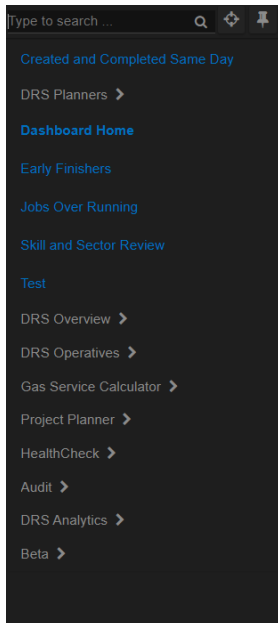 Type to search ...
Created and Completed Same Day
DRS Planners
Dashboard Home
Early Finishers
Jobs Over Running
Skill and Sector Review
Test
DRS Overview
DRS Operatives
Gas Service Calculator
Project Planner
HealthCheck
Audit
DRS Analytics
Beta